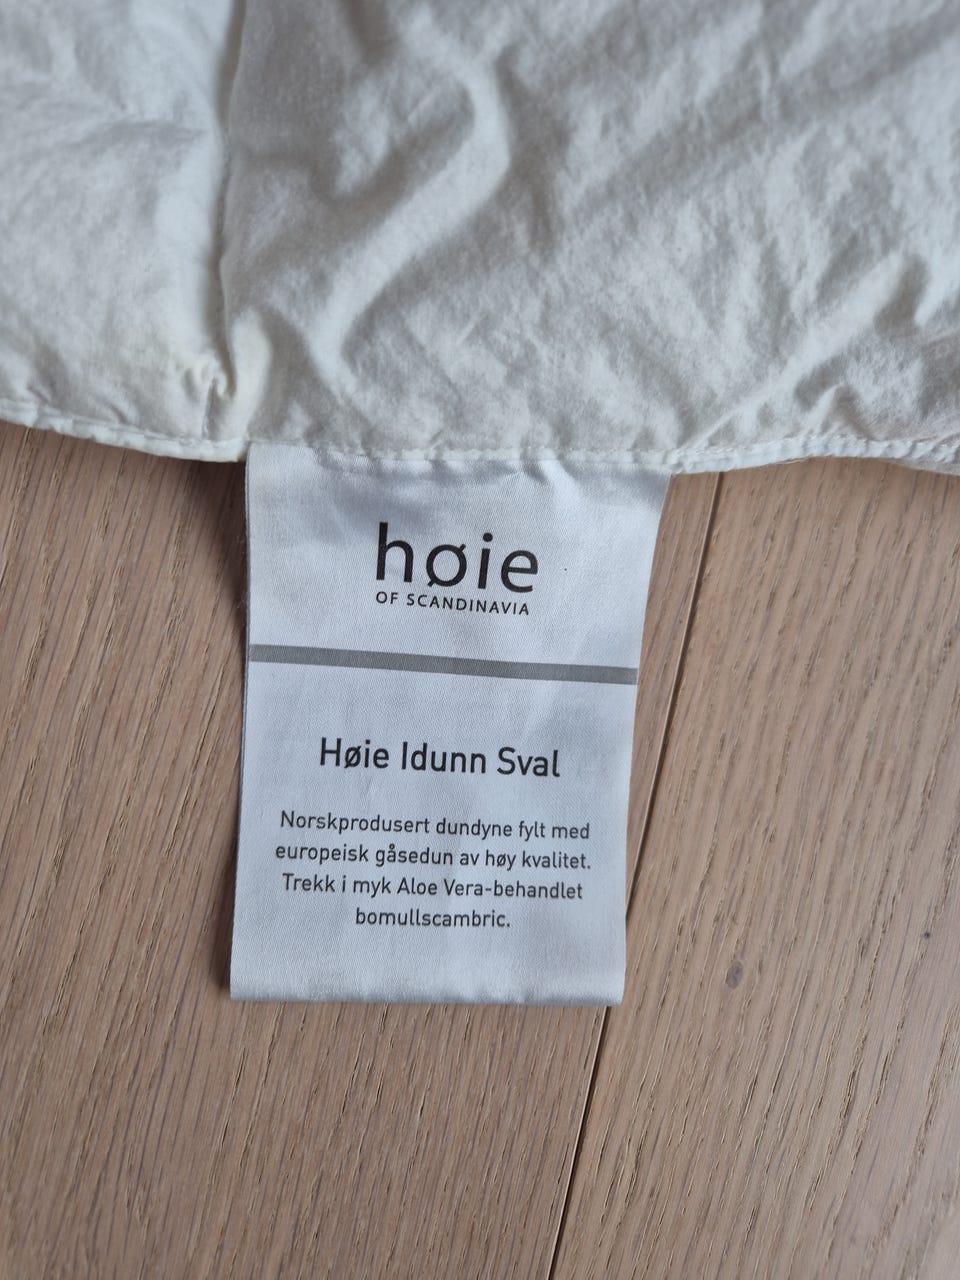 høie
OF SCANDINAVIA
Høie Idunn Sval
Norskprodusert dundyne fylt med
europeisk gåsedun av høy kvalitet.
Trekk i myk Aloe Vera-behandlet
bomullscambric.